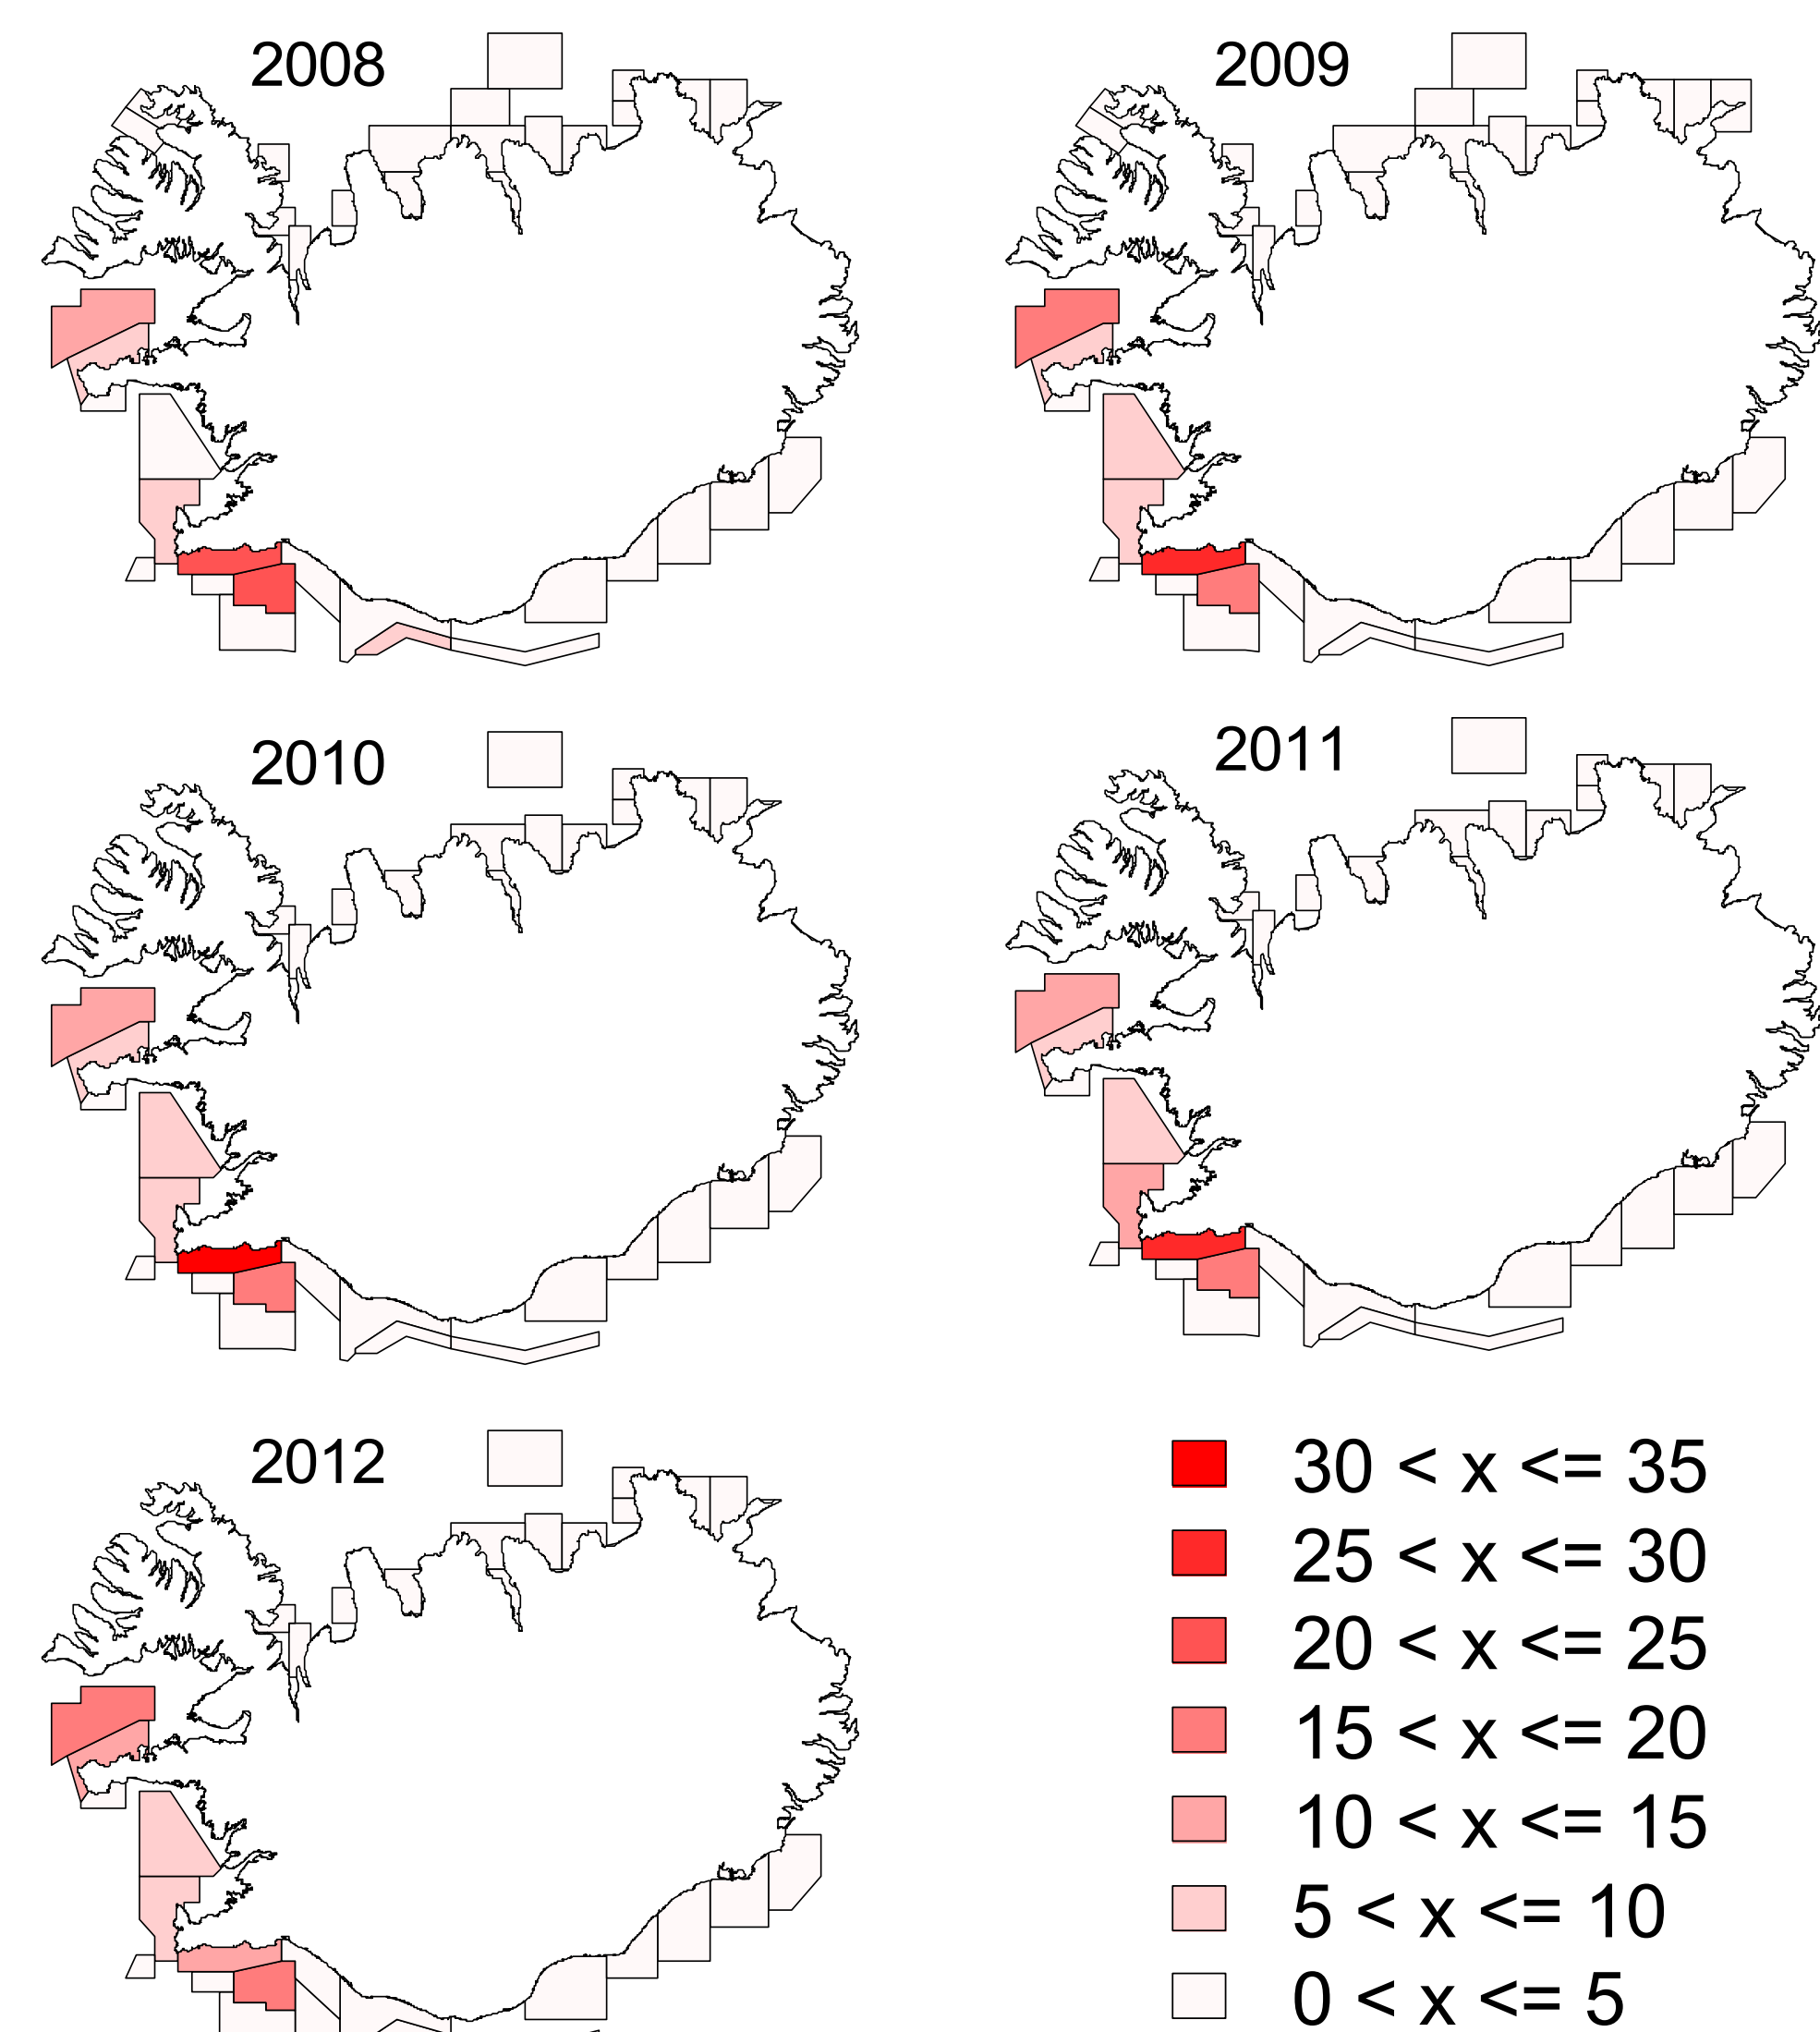 2008
2009
2010
2011
2012
30 < x <= 35
25 < x <= 30
20 < x <= 25
15 < x <= 20
10 < x <= 15
5 < x <= 10
0 < x <= 5